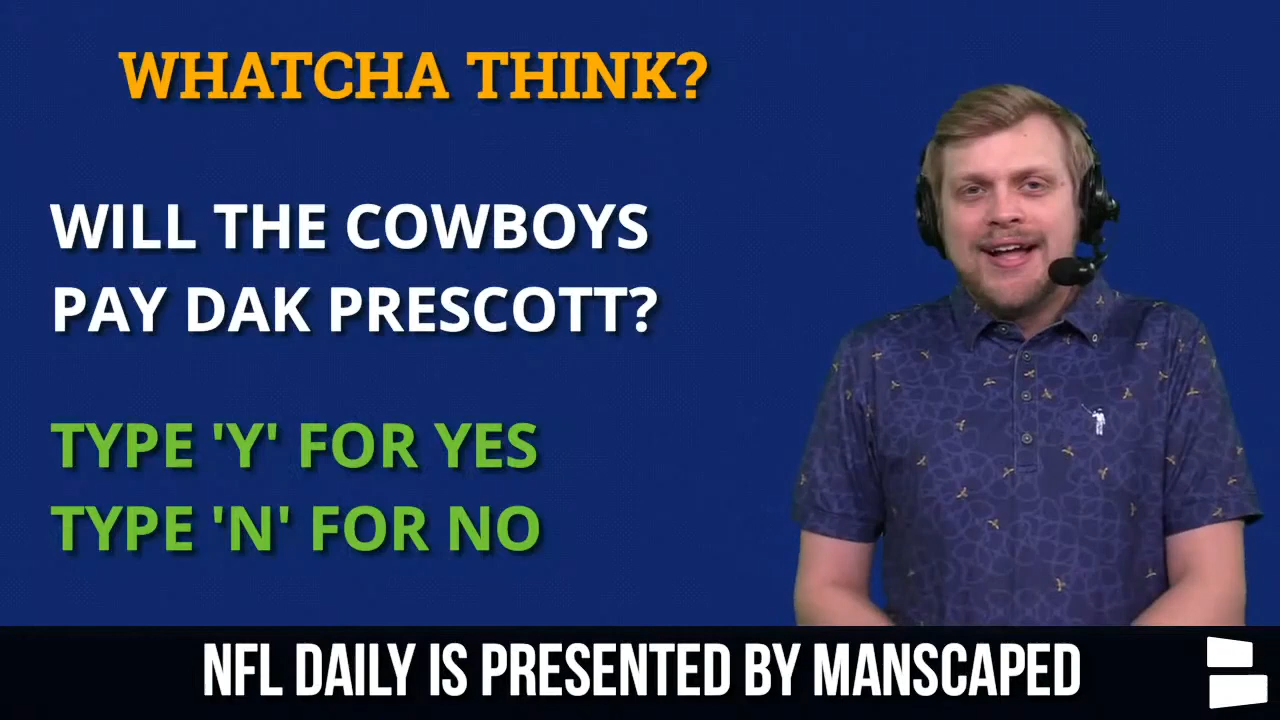 WHATCHA THINK?
WILL THE COWBOYS
PAY DAK PRESCOTT?
TYPE 'Y' FOR YES
TYPE 'N' FOR NO
NFL DAILY IS PRESENTED BY MANSCAPED